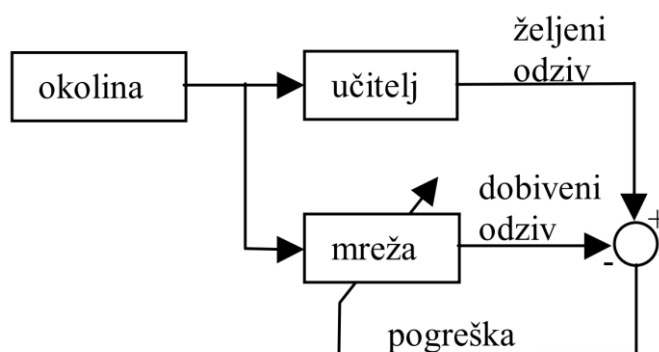 željeni
odziv
okolina
učitelj
dobiveni
odziv
+
-
mreža
pogreška